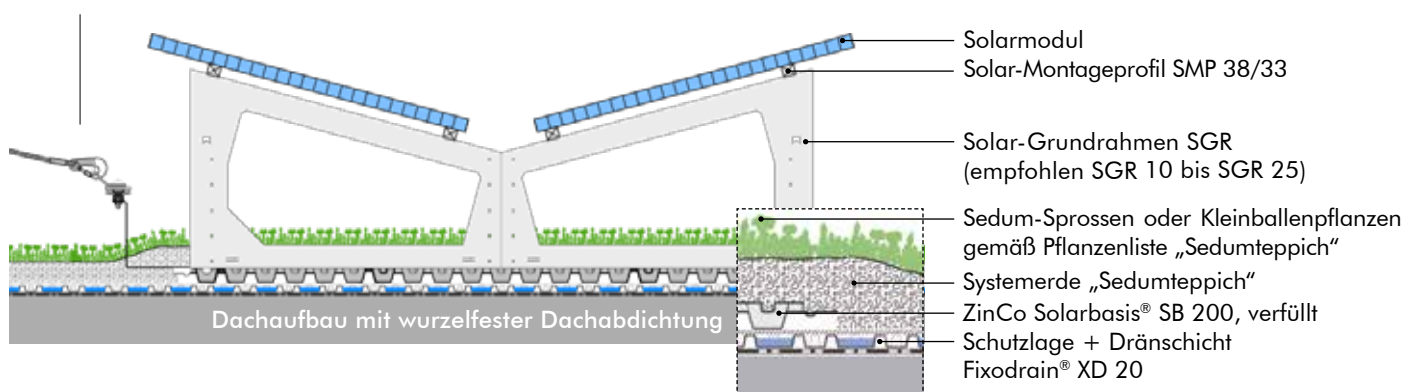 Solarmodul
Solar-Montageprofil SMP 38/33
Solar-Grundrahmen SGR
(empfohlen SGR 10 bis SGR 25)
Sedum-Sprossen oder Kleinballenpflanzen
gemäß Pflanzenliste „Sedumteppich“
Systemerde „Sedumteppich“
ZinCo Solarbasis® SB 200, verfüllt
Schutzlage + Dränschicht
Fixodrain® XD 20
Dachaufbau mit wurzelfester Dachabdichtung